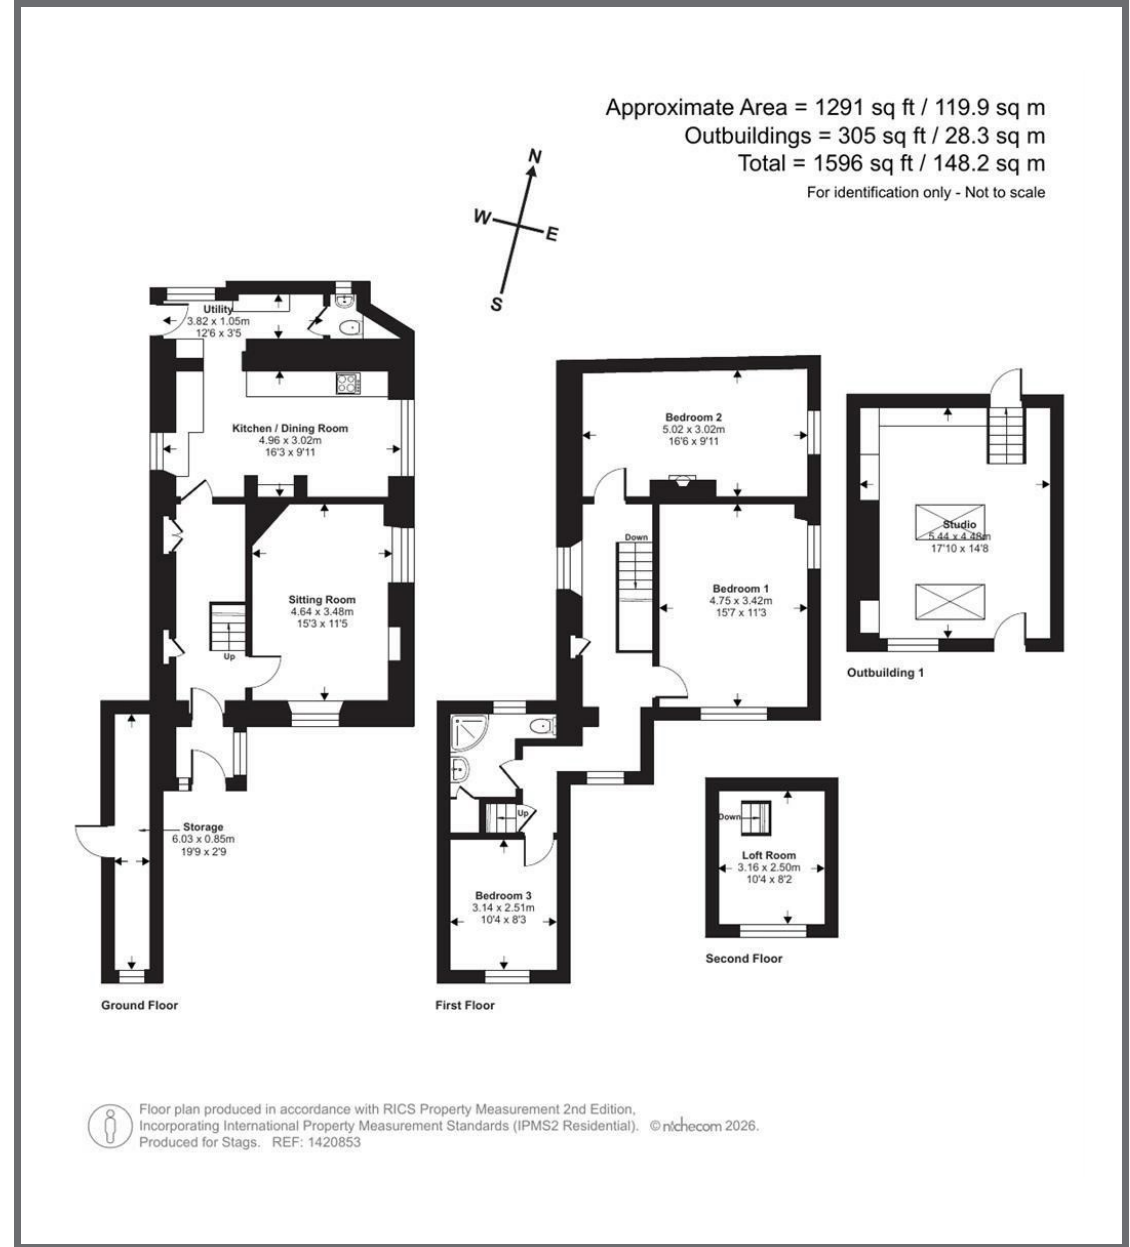 Approximate Area = 1291 sq ft / 119.9 sq m
Outbuildings = 305 sq ft / 28.3 sq m
Total = 1596 sq ft / 148.2 sq m
For identification only - Not to scale
N
W
E
S
Utility
3.82 x 1.05m
12'6 x 3'5
Kitchen / Dining Room
4.96 x 3.02m
16'3 x 9'11
Sitting Room
4.64 x 3.48m
15'3 x 11'5
Up
Storage
6.03 x 0.85m
19'9 x 2'9
Ground Floor
Bedroom 2
5.02 x 3.02m
16'6 x 9'11
Down
Bedroom 1
4.75 x 3.42m
15'7 x 11'3
Up
Bedroom 3
3.14 x 2.51m
10'4 x 8'3
First Floor
Studio
5.44 x 4.48m
17'10 x 14'8
Outbuilding 1
Down
Loft Room
3.16 x 2.50m
10'4 x 8'2
Second Floor
Floor plan produced in accordance with RICS Property Measurement 2nd Edition,
Incorporating International Property Measurement Standards (IPMS2 Residential). © nichecom 2026.
Produced for Stags. REF: 1420853